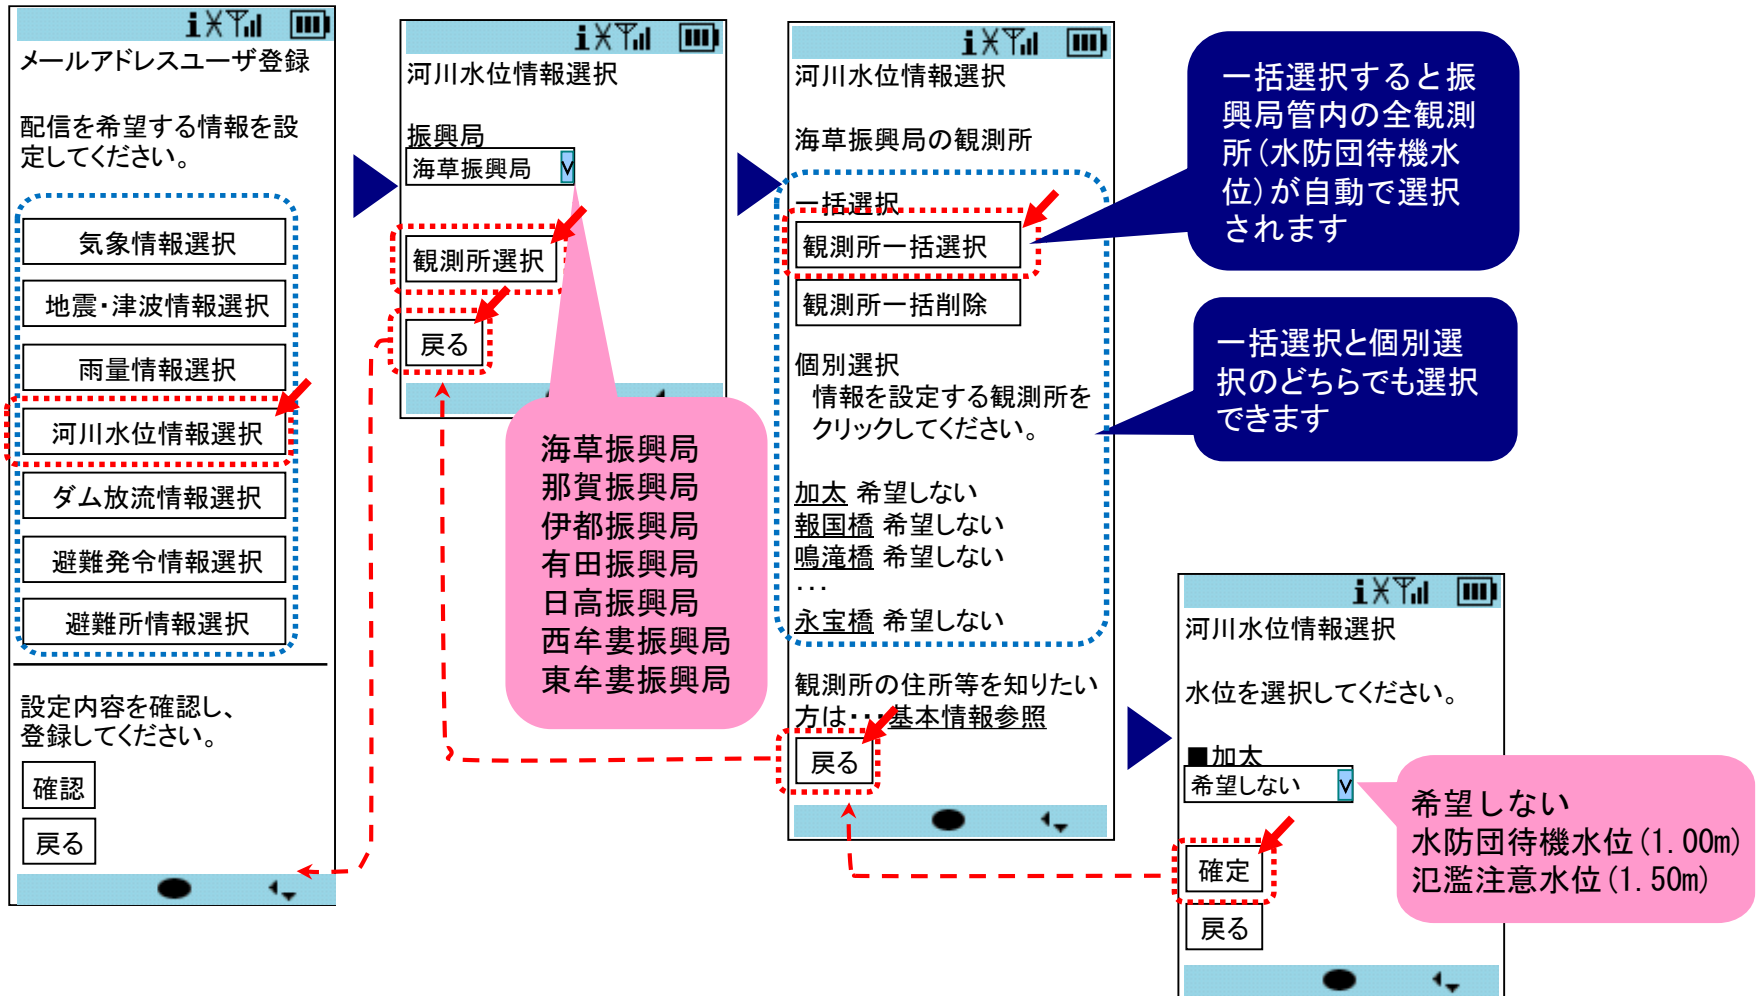 メールアドレスユーザ登録
配信を希望する情報を設
定してください。
気象情報選択
地震・津波情報選択
雨量情報選択
河川水位情報選択
ダム放流情報選択
避難発令情報選択
避難所情報選択
設定内容を確認し、
登録してください。
確認
戻る
河川水位情報選択
振興局
海草振興局
観測所選択
戻る
海草振興局
那賀振興局
伊都振興局
有田振興局
日高振興局
西牟婁振興局
東牟婁振興局
河川水位情報選択
海草振興局の観測所
一括選択
観測所一括選択
観測所一括削除
個別選択
情報を設定する観測所を
クリックしてください。
加太 希望しない
報国橋 希望しない
鳴滝橋 希望しない
・・・
永宝橋 希望しない
観測所の住所等を知りたい
方は・・・基本情報参照
戻る
一括選択すると振
興局管内の全観測
所(水防団待機水
位)が自動で選択
されます
一括選択と個別選
択のどちらでも選択
できます
河川水位情報選択
水位を選択してください。
■加太
希望しない
確定
戻る
希望しない
水防団待機水位(1.00m)
氾濫注意水位(1.50m)